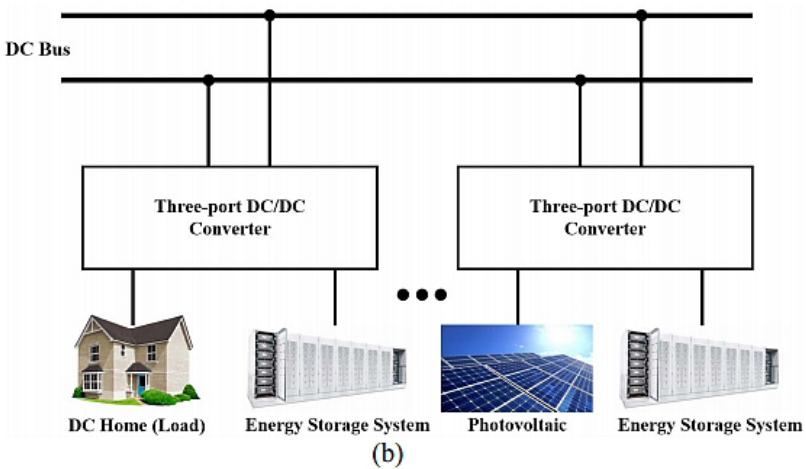 DC Bus
Three-port DC/DC
Converter
Three-port DC/DC
Converter
DC Home (Load)
Energy Storage System
Photovoltaic
Energy Storage System
(b)